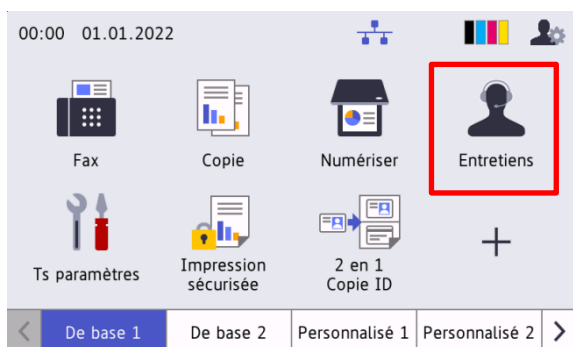 00:00 01.01.2022
Fax
Copie
Numériser
Entretiens
Ts paramètres
Impression
sécurisée
2 en 1
Copie ID
De base 1
De base 2
Personnalisé 1
Personnalisé 2